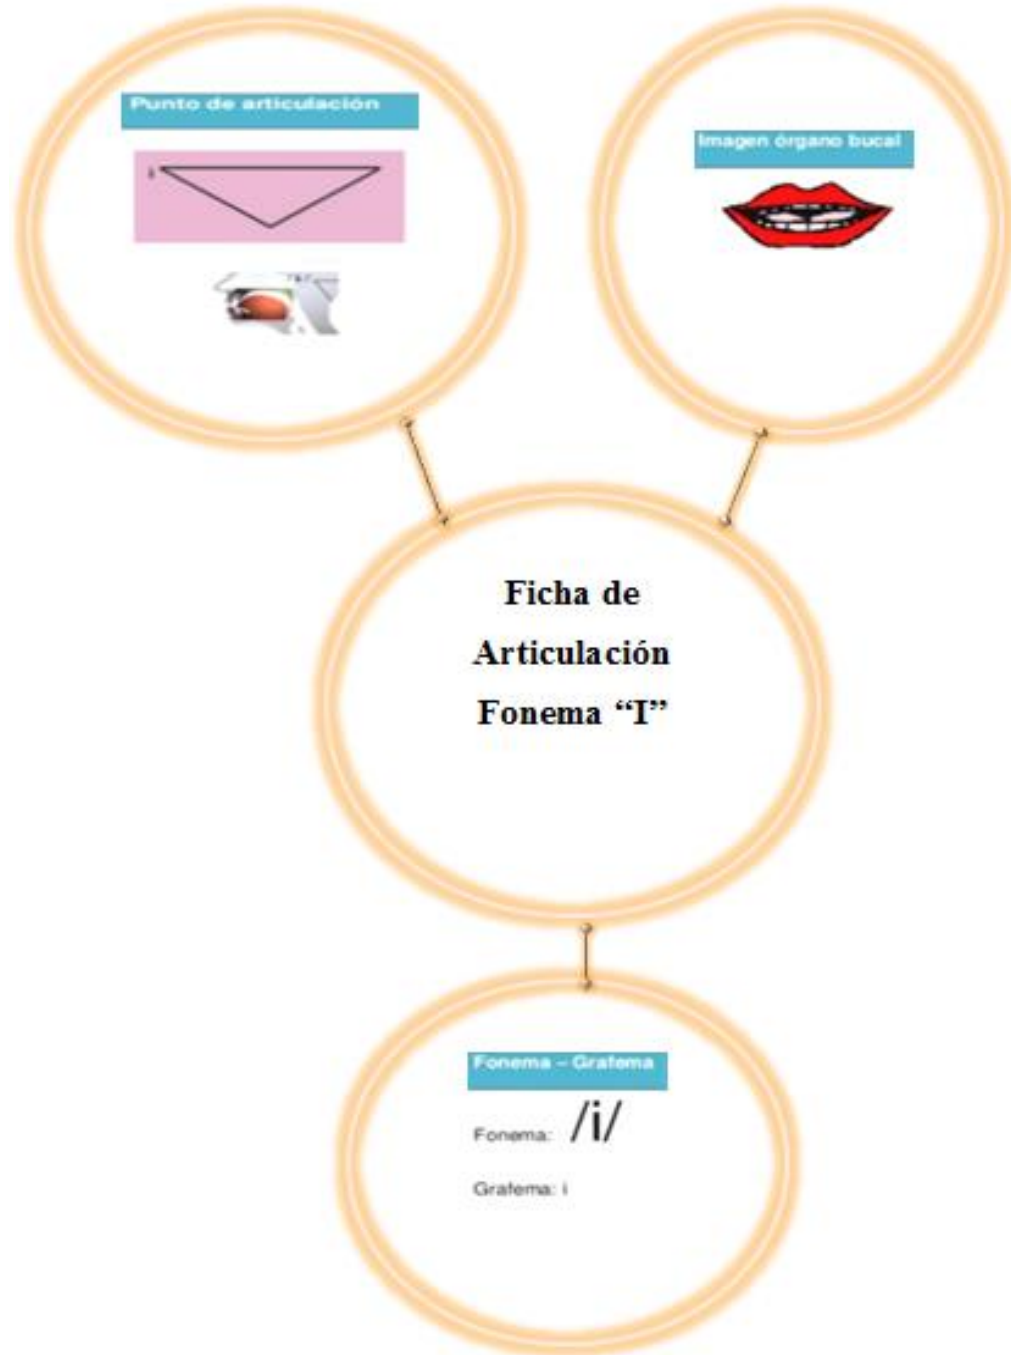 Punto de articulación
i
Imagen órgano bucal
Ficha de
Articulación
Fonema “I”
Fonema – Grafema
Fonema: /i/
Grafema: i